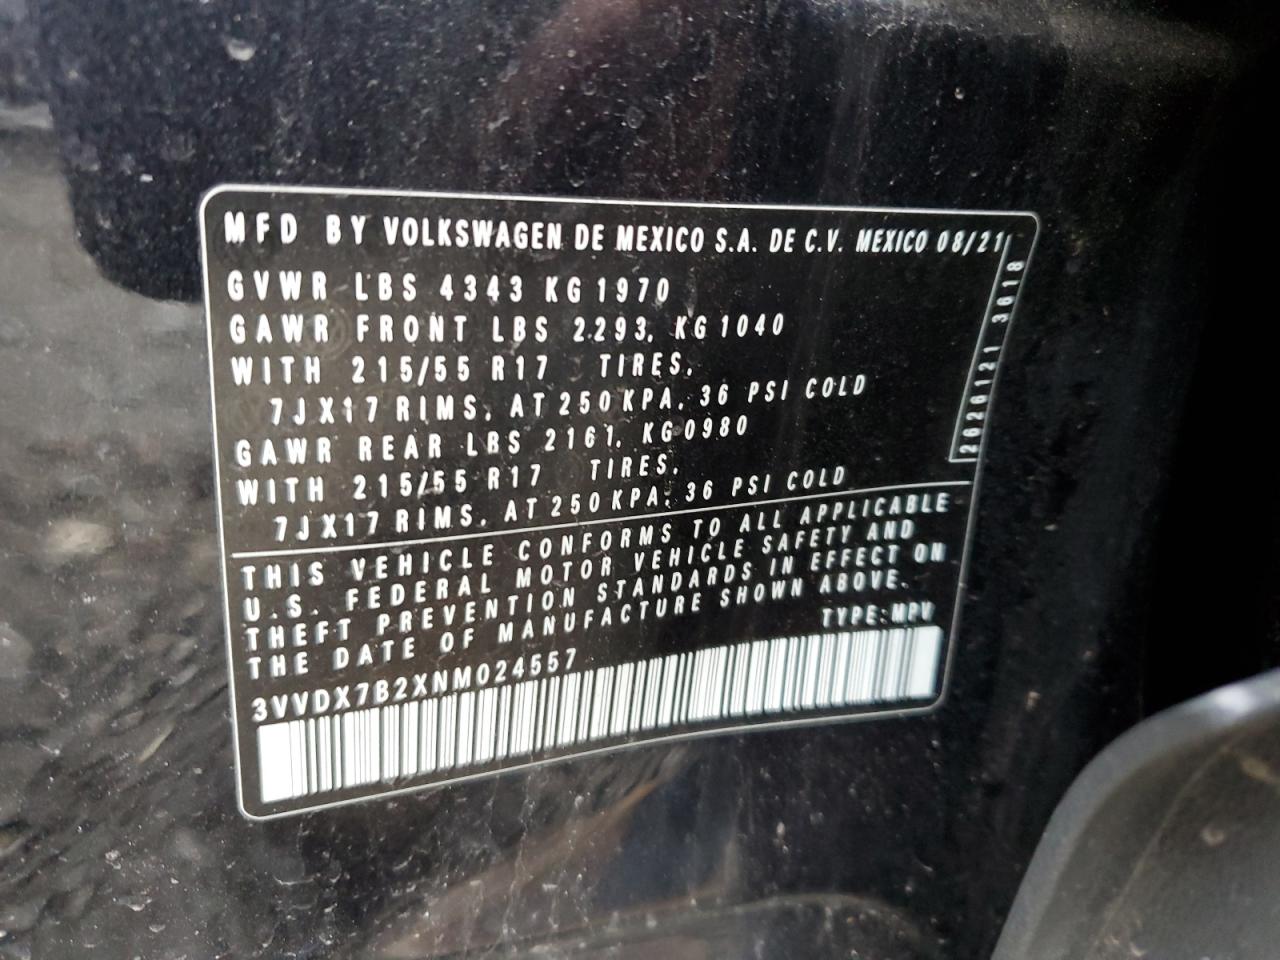 MFD BY VOLKSWAGEN DE MEXICO S.A. DE C.V. MEXICO 08/21
GVWR LBS 4343 KG 1970
GAWR FRONT LBS 2293, KG 1040
WITH 215/55 R17 TIRES,
7JX17 RIMS, AT 250 KPA, 36 PSI COLD
GAWR REAR LBS 2161, KG 0980
WITH 215/55 R17 TIRES,
7JX17 RIMS, AT 250 KPA, 36 PSI COLD
2626121 3618
THIS VEHICLE CONFORMS TO ALL APPLICABLE
U.S. FEDERAL MOTOR VEHICLE SAFETY AND
THEFT PREVENTION STANDARDS IN EFFECT ON
THE DATE OF MANUFACTURE SHOWN ABOVE.
TYPE:MPV
3VVDX7B2XNM024557